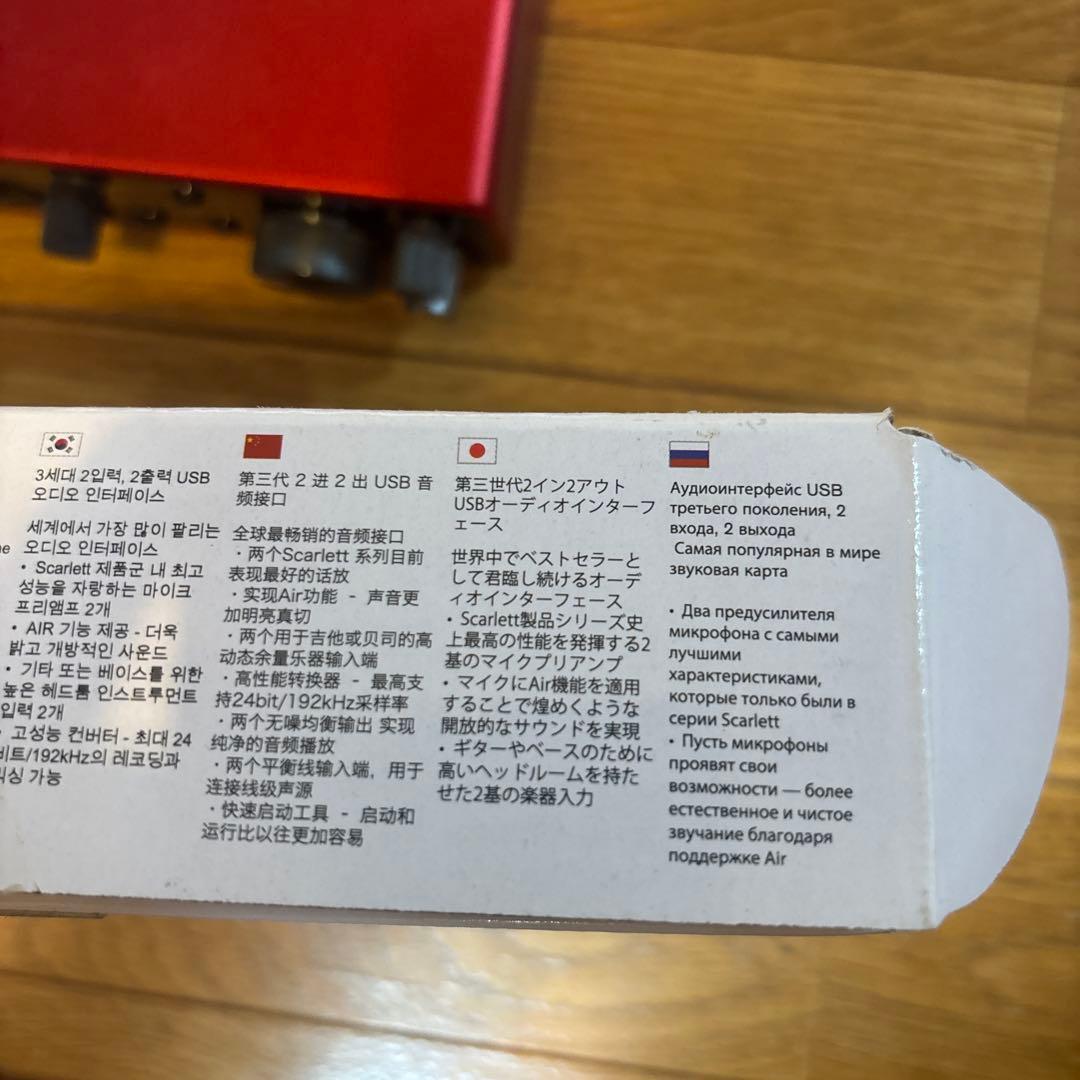 3세대 2입력, 2출력 USB
오디오 인터페이스
세계에서 가장 많이 팔리는
오디오 인터페이스
• Scarlett 제품군 내 최고
성능을 자랑하는 마이크
프리앰프 2개
• AIR 기능 제공 - 더욱
밝고 개방적인 사운드
• 기타 또는 베이스를 위한
높은 헤드룸 인스트루먼트
입력 2개
• 고성능 컨버터 - 최대 24
비트/192kHz의 레코딩과
믹싱 가능
第三代 2 进 2 出 USB 音
频接口
全球最畅销的音频接口
· 两个Scarlett 系列目前
表现最好的话放
· 实现Air功能 - 声音更
加明亮真切
· 两个用于吉他或贝司的高
动态余量乐器输入端
· 高性能转换器 - 最高支
持24bit/192kHz采样率
· 两个无噪均衡输出 实现
纯净的音频播放
· 两个平衡线输入端，用于
连接线级声源
· 快速启动工具 - 启动和
运行比以往更加容易
第三世代2イン2アウト
USBオーディオインターフ
ェース
世界中でベストセラーと
して君臨し続けるオーデ
ィオインターフェース
• Scarlett製品シリーズ史
上最高の性能を発揮する2
基のマイクプリアンプ
• マイクにAir機能を適用
することで煌めくような
開放的なサウンドを実現
• ギターやベースのために
高いヘッドルームを持た
せた2基の楽器入力
Аудиоинтерфейс USB
третьего поколения, 2
входа, 2 выхода
Самая популярная в мире
звуковая карта
• Два предусилителя
микрофона с самыми
лучшими
характеристиками,
которые только были в
серии Scarlett
• Пусть микрофоны
проявят свои
возможности — более
естественное и чистое
звучание благодаря
поддержке Air